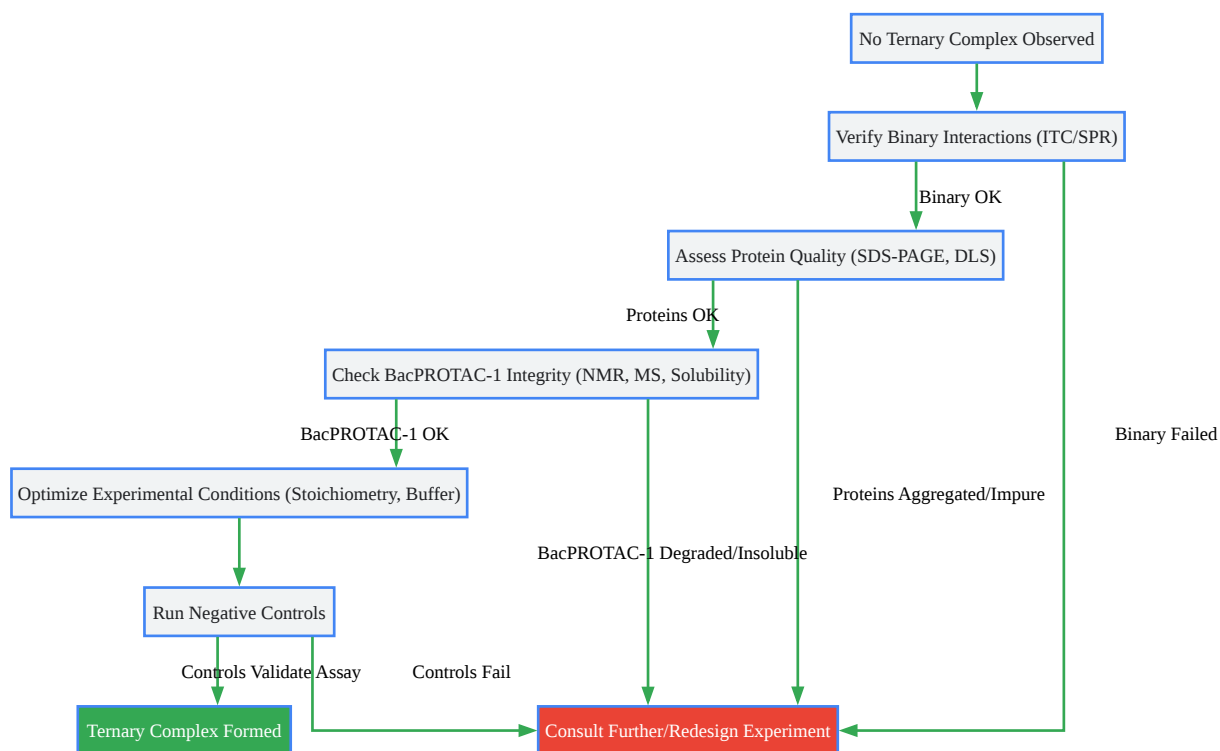 No Ternary Complex Observed
Verify Binary Interactions (ITC/SPR)
Binary OK
Assess Protein Quality (SDS-PAGE, DLS)
Proteins OK
Check BacPROTAC-1 Integrity (NMR, MS, Solubility)
BacPROTAC-1 OK
Binary Failed
Optimize Experimental Conditions (Stoichiometry, Buffer)
Proteins Aggregated/Impure
BacPROTAC-1 Degraded/Insoluble
Run Negative Controls
Controls Validate Assay
Controls Fail
Ternary Complex Formed
Consult Further/Redesign Experiment